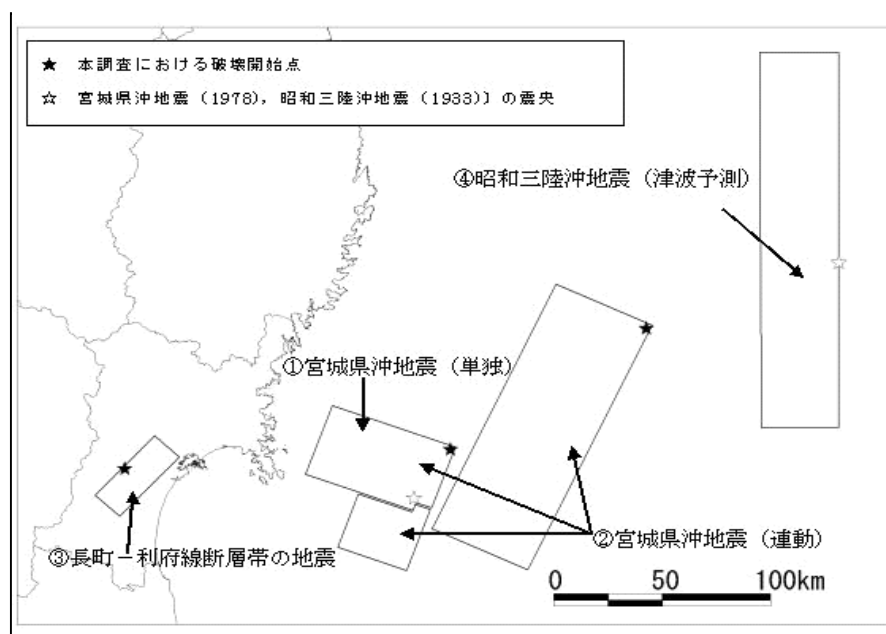 ★ 本調査における破壊開始点
☆ 宮城県沖地震（1978），昭和三陸沖地震（1933）〕の震央
④昭和三陸沖地震（津波予測）
①宮城県沖地震（単独）
②宮城県沖地震（連動）
③長町－利府線断層帯の地震
0 50 100km